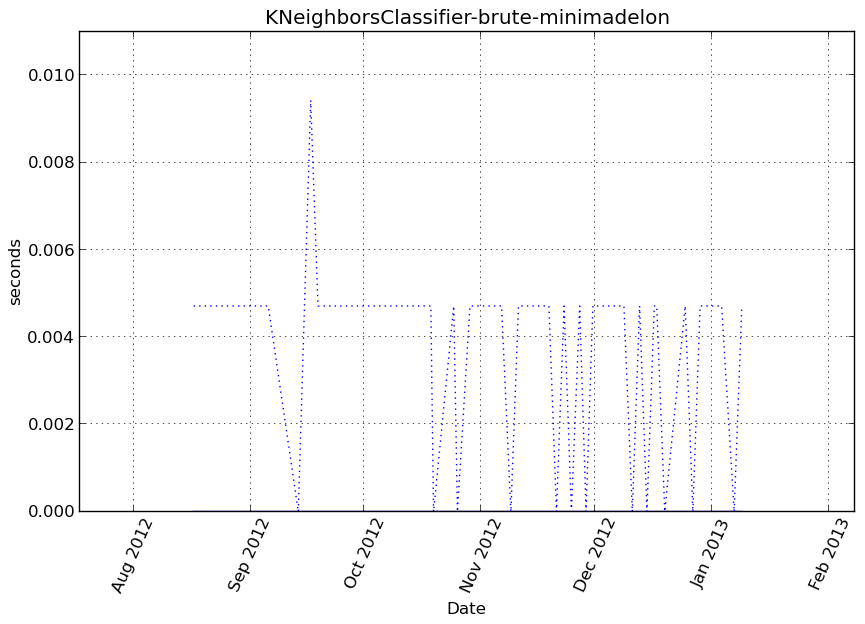 KNeighborsClassifier-brute-minimadelon
0.010
0.008
0.006
0.004
0.002
0.000
seconds
Aug 2012
Sep 2012
Oct 2012
Nov 2012
Dec 2012
Jan 2013
Feb 2013
Date